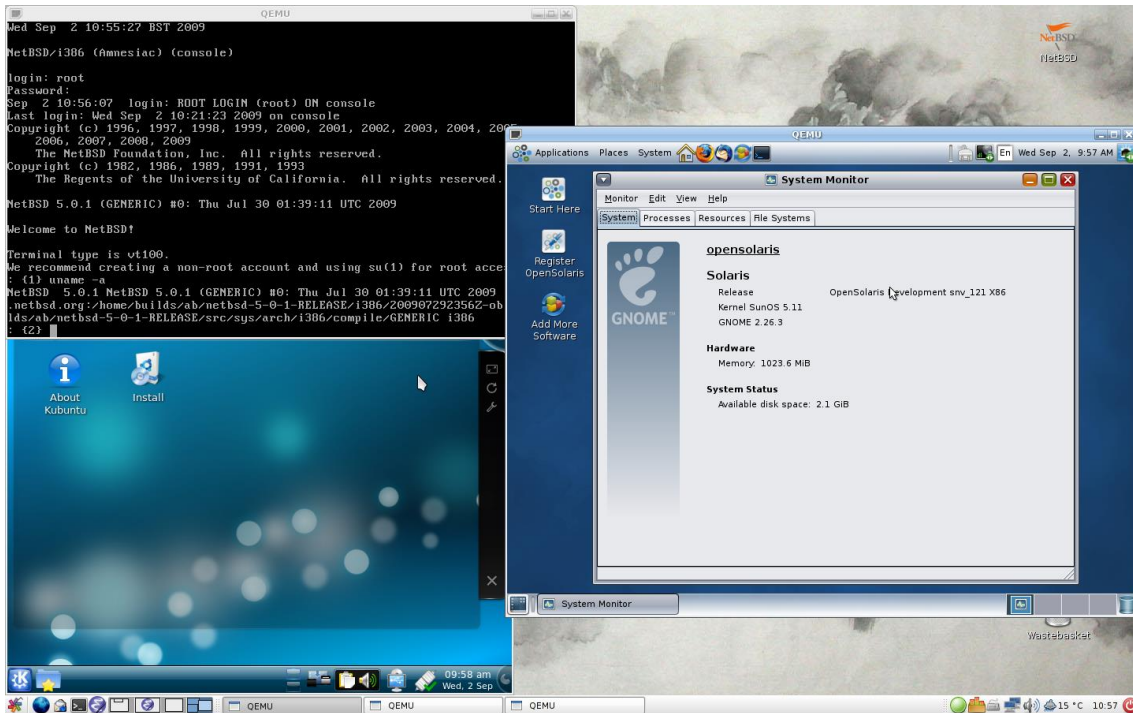 QEMU
Wed Sep  2 10:55:27 BST 2009
NetBSD/i386 (Amnesiac) (console)
login: root
Password:
Sep  2 10:56:07  login: ROOT LOGIN (root) ON console
Last login: Wed Sep  2 10:21:23 2009 on console
Copyright (c) 1996, 1997, 1998, 1999, 2000, 2001, 2002, 2003, 2004, 2005
2006, 2007, 2008, 2009
The NetBSD Foundation, Inc.  All rights reserved.
Copyright (c) 1982, 1986, 1989, 1991, 1993
The Regents of the University of California.  All rights reserved.
NetBSD 5.0.1 (GENERIC) #0: Thu Jul 30 01:39:11 UTC 2009
Welcome to NetBSD!
Terminal type is vt100.
We recommend creating a non-root account and using su(1) for root acce
: {1} uname -a
NetBSD  5.0.1 NetBSD 5.0.1 (GENERIC) #0: Thu Jul 30 01:39:11 UTC 2009
.netbsd.org:/home/builds/ab/netbsd-5-0-1-RELEASE/i386/200907292356Z-ob
lds/ab/netbsd-5-0-1-RELEASE/src/sys/arch/i386/compile/GENERIC i386
: {2}
NetBSD
NetBSD
QEMU
Applications Places System
En Wed Sep 2, 9:57 AM
Start Here
Register
OpenSolaris
Add More
Software
System Monitor
Monitor Edit View Help
System Processes Resources File Systems
GNOME™
opensolaris
Solaris
Release OpenSolaris Development snv_121 X86
Kernel SunOS 5.11
GNOME 2.26.3
Hardware
Memory: 1023.6 MiB
System Status
Available disk space: 2.1 GiB
System Monitor
About
Kubuntu
Install
09:58 am
Wed, 2 Sep
Wastebasket
QEMU
QEMU
QEMU
15 °C 10:57